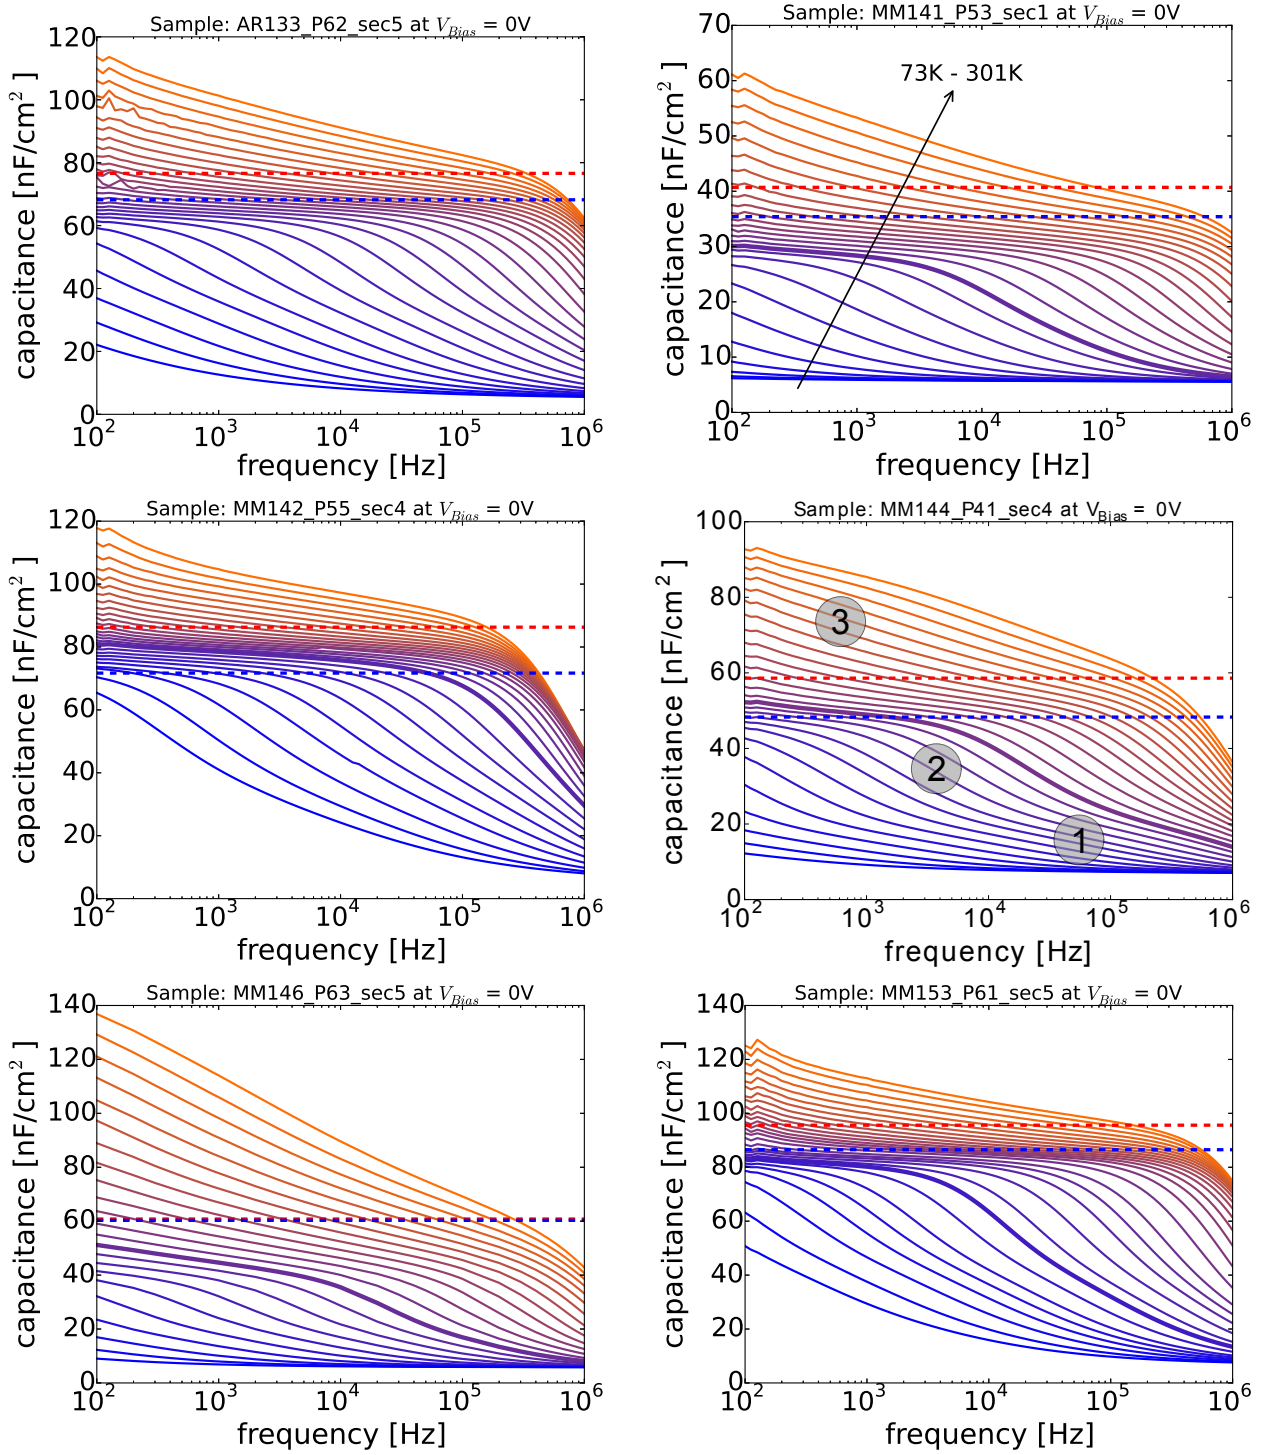 Sample: AR133_P62_sec5 at V_Bias = 0V
120
100
80
60
40
20
0
capacitance [nF/cm²]
10² 10³ 10⁴ 10⁵ 10⁶
frequency [Hz]
Sample: MM141_P53_sec1 at V_Bias = 0V
70
60
50
40
30
20
10
0
73K - 301K
capacitance [nF/cm²]
10² 10³ 10⁴ 10⁵ 10⁶
frequency [Hz]
Sample: MM142_P55_sec4 at V_Bias = 0V
120
100
80
60
40
20
0
capacitance [nF/cm²]
10² 10³ 10⁴ 10⁵ 10⁶
frequency [Hz]
Sample: MM144_P41_sec4 at V_Bias = 0V
100
80
60
40
20
0
3
2
1
capacitance [nF/cm²]
10² 10³ 10⁴ 10⁵ 10⁶
frequency [Hz]
Sample: MM146_P63_sec5 at V_Bias = 0V
140
120
100
80
60
40
20
0
capacitance [nF/cm²]
10² 10³ 10⁴ 10⁵ 10⁶
frequency [Hz]
Sample: MM153_P61_sec5 at V_Bias = 0V
140
120
100
80
60
40
20
0
capacitance [nF/cm²]
10² 10³ 10⁴ 10⁵ 10⁶
frequency [Hz]